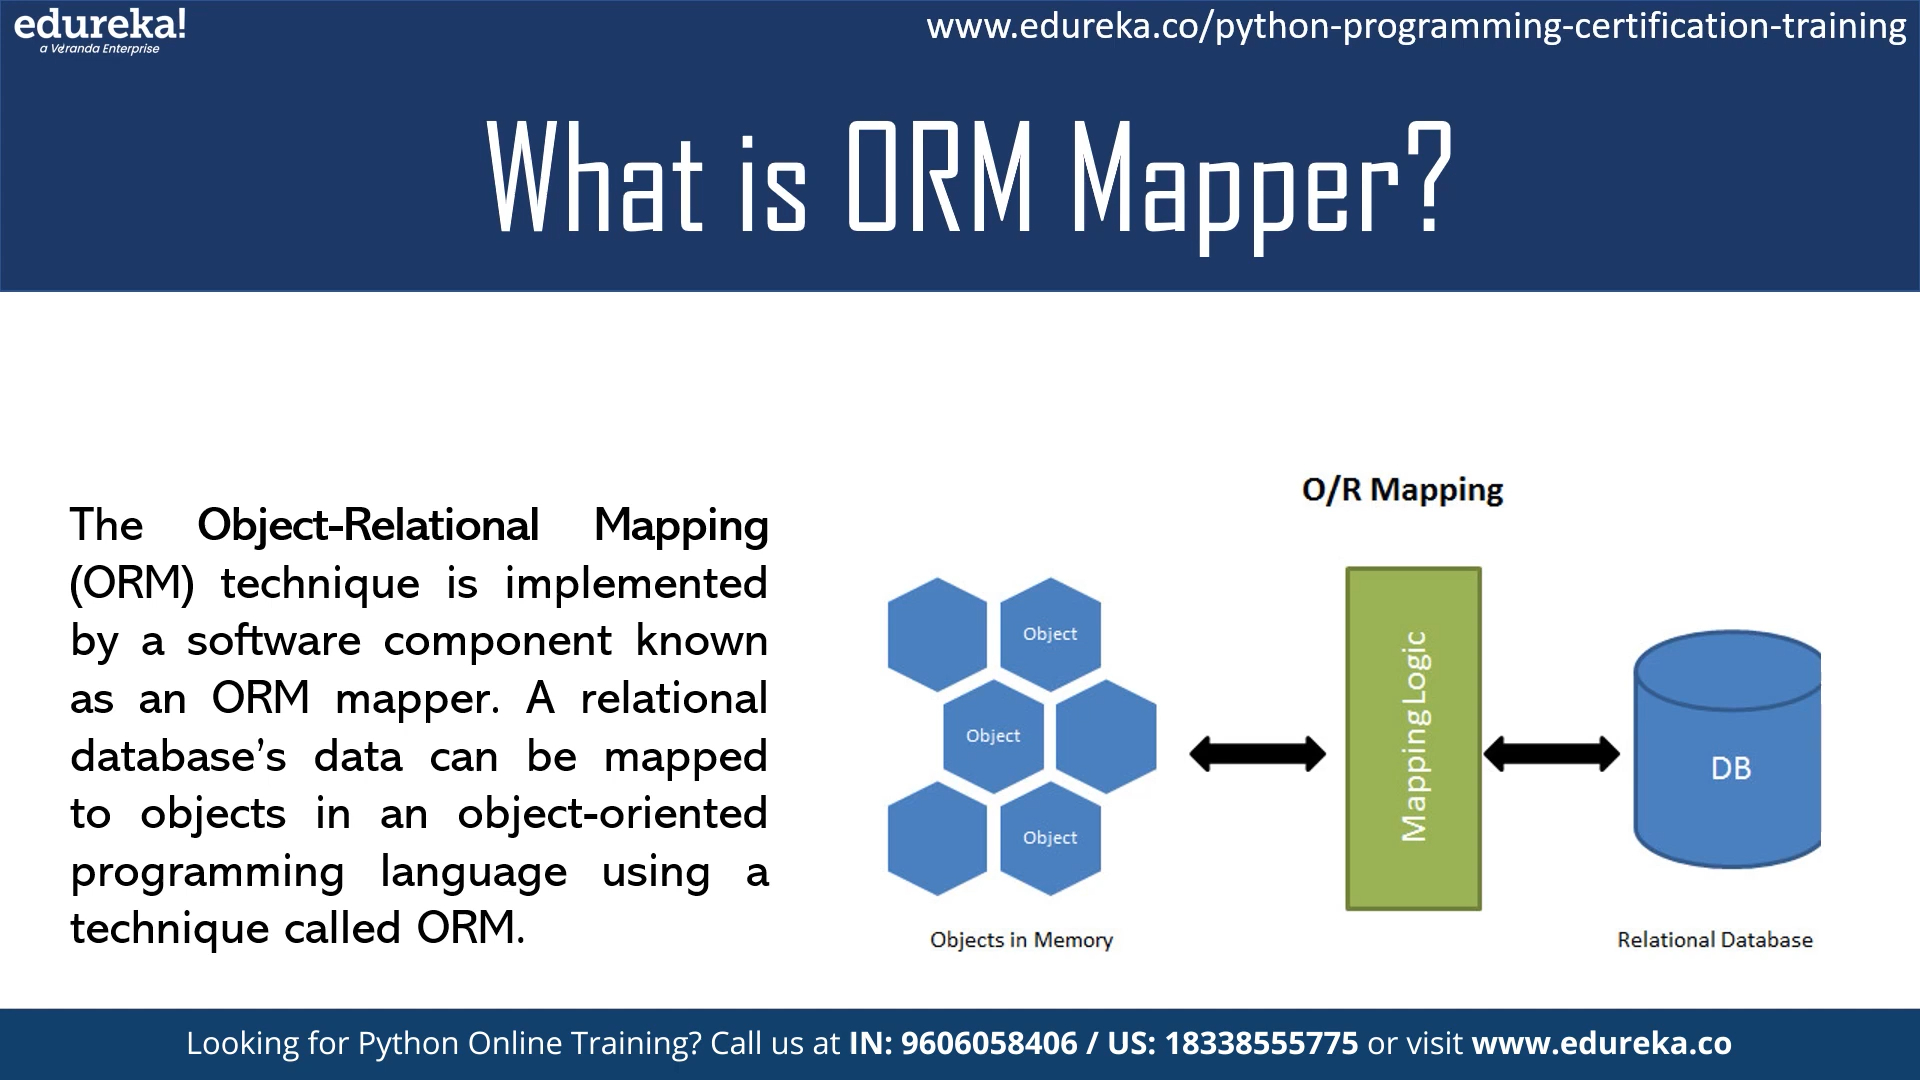 edureka!
a Veranda Enterprise
www.edureka.co/python-programming-certification-training
What is ORM Mapper?
The Object-Relational Mapping
(ORM) technique is implemented
by a software component known
as an ORM mapper. A relational
database’s data can be mapped
to objects in an object-oriented
programming language using a
technique called ORM.
O/R Mapping
Object
Object
Object
Mapping Logic
DB
Objects in Memory
Relational Database
Looking for Python Online Training? Call us at IN: 9606058406 / US: 18338555775 or visit www.edureka.co